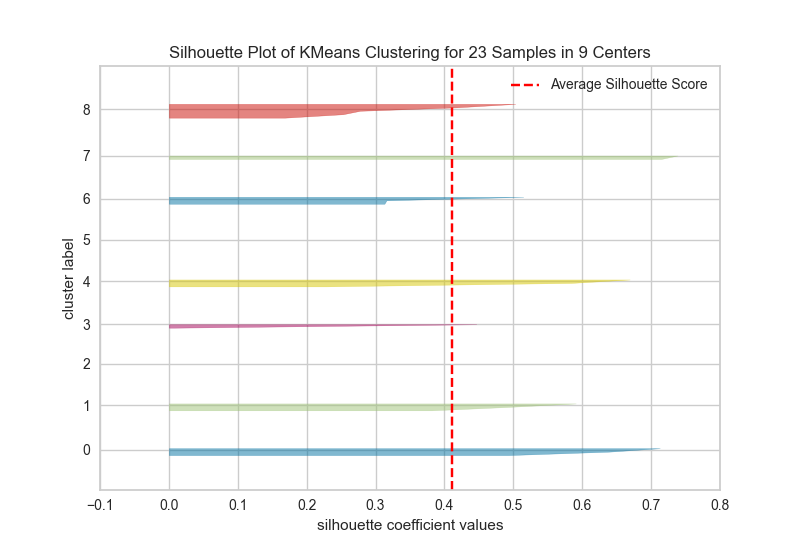 Silhouette Plot of KMeans Clustering for 23 Samples in 9 Centers
Average Silhouette Score
8
7
6
5
4
3
2
1
0
cluster label
−0.1 0.0 0.1 0.2 0.3 0.4 0.5 0.6 0.7 0.8
silhouette coefficient values